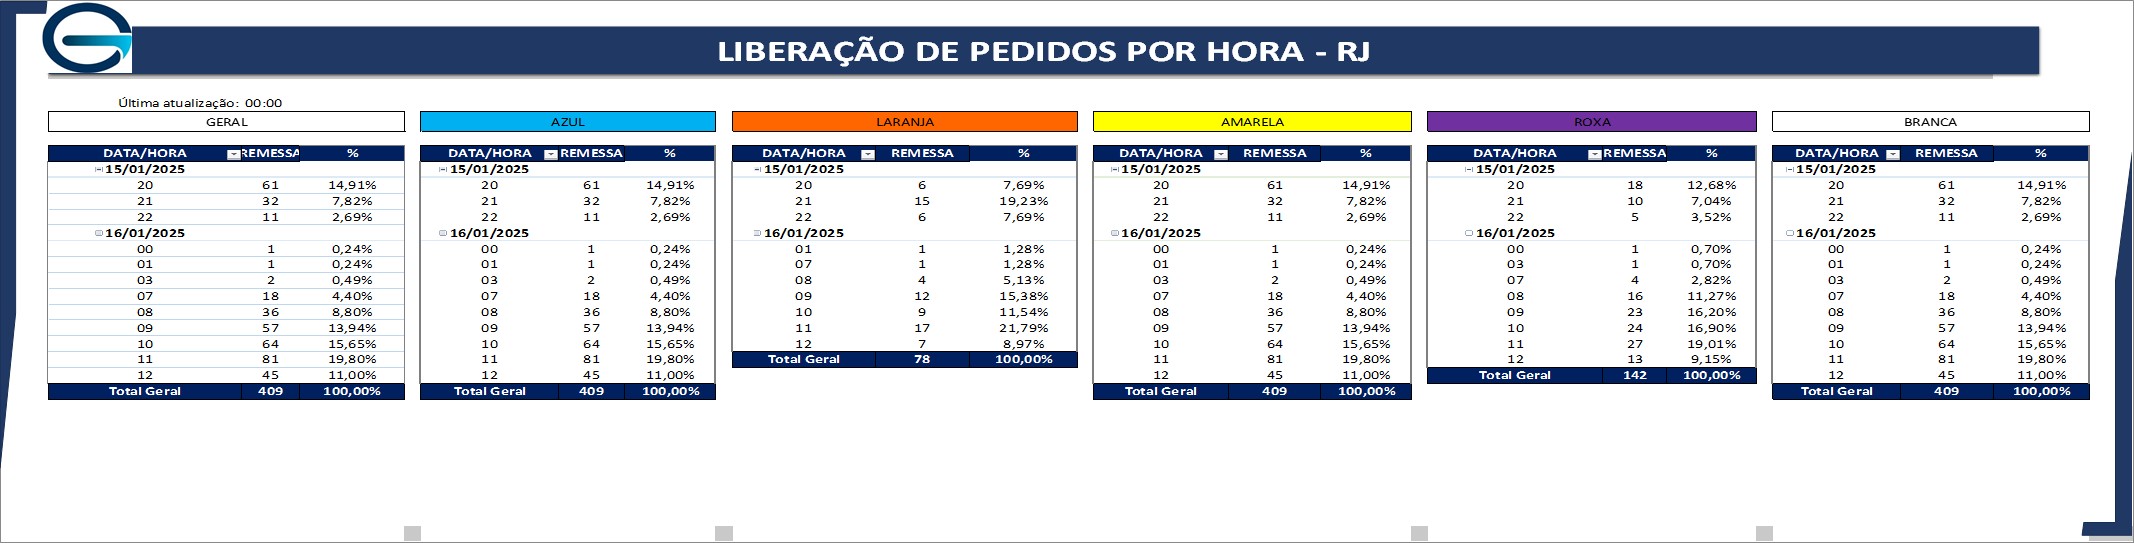 LIBERAÇÃO DE PEDIDOS POR HORA - RJ
Última atualização: 00:00
GERAL
DATA/HORA REMESSA %
15/01/2025
20 61 14,91%
21 32 7,82%
22 11 2,69%
16/01/2025
00 1 0,24%
01 1 0,24%
03 2 0,49%
07 18 4,40%
08 36 8,80%
09 57 13,94%
10 64 15,65%
11 81 19,80%
12 45 11,00%
Total Geral 409 100,00%
AZUL
DATA/HORA REMESSA %
15/01/2025
20 61 14,91%
21 32 7,82%
22 11 2,69%
16/01/2025
00 1 0,24%
01 1 0,24%
03 2 0,49%
07 18 4,40%
08 36 8,80%
09 57 13,94%
10 64 15,65%
11 81 19,80%
12 45 11,00%
Total Geral 409 100,00%
LARANJA
DATA/HORA REMESSA %
15/01/2025
20 6 7,69%
21 15 19,23%
22 6 7,69%
16/01/2025
01 1 1,28%
07 1 1,28%
08 4 5,13%
09 12 15,38%
10 9 11,54%
11 17 21,79%
12 7 8,97%
Total Geral 78 100,00%
AMARELA
DATA/HORA REMESSA %
15/01/2025
20 61 14,91%
21 32 7,82%
22 11 2,69%
16/01/2025
00 1 0,24%
01 1 0,24%
03 2 0,49%
07 18 4,40%
08 36 8,80%
09 57 13,94%
10 64 15,65%
11 81 19,80%
12 45 11,00%
Total Geral 409 100,00%
ROXA
DATA/HORA REMESSA %
15/01/2025
20 18 12,68%
21 10 7,04%
22 5 3,52%
16/01/2025
00 1 0,70%
03 1 0,70%
07 4 2,82%
08 16 11,27%
09 23 16,20%
10 24 16,90%
11 27 19,01%
12 13 9,15%
Total Geral 142 100,00%
BRANCA
DATA/HORA REMESSA %
15/01/2025
20 61 14,91%
21 32 7,82%
22 11 2,69%
16/01/2025
00 1 0,24%
01 1 0,24%
03 2 0,49%
07 18 4,40%
08 36 8,80%
09 57 13,94%
10 64 15,65%
11 81 19,80%
12 45 11,00%
Total Geral 409 100,00%